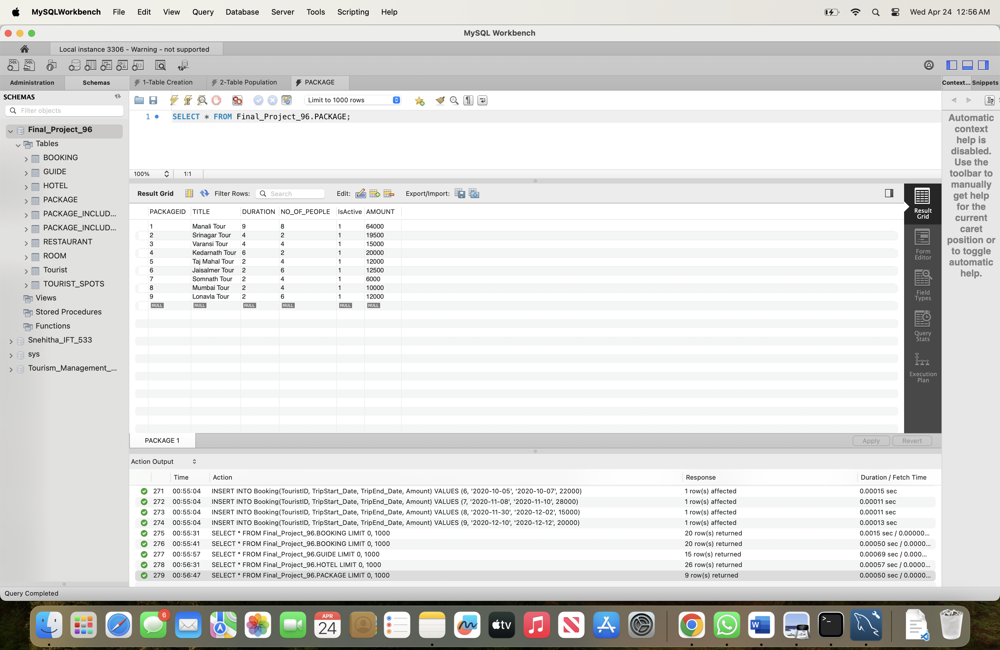 MySQLWorkbench File Edit View Query Database Server Tools Scripting Help Wed Apr 24 12:56 AM
MySQL Workbench
Local instance 3306 - Warning - not supported
Administration Schemas
1-Table Creation 2-Table Population PACKAGE
Context... Snippets
SCHEMAS
Filter objects
Final_Project_96
Tables
BOOKING
GUIDE
HOTEL
PACKAGE
PACKAGE_INCLUD...
PACKAGE_INCLUD...
RESTAURANT
ROOM
Tourist
TOURIST_SPOTS
Views
Stored Procedures
Functions
Snehitha_IFT_533
sys
Tourism_Management_...
Limit to 1000 rows
1 SELECT * FROM Final_Project_96.PACKAGE;
100% 1:1
Result Grid Filter Rows: Search Edit: Export/Import:
PACKAGEID TITLE DURATION NO_OF_PEOPLE IsActive AMOUNT
1 Manali Tour 9 8 1 64000
2 Srinagar Tour 4 2 1 19500
3 Varansi Tour 4 4 1 15000
4 Kedarnath Tour 6 2 1 20000
5 Taj Mahal Tour 2 4 1 12000
6 Jaisalmer Tour 2 6 1 12500
7 Somnath Tour 2 4 1 6000
8 Mumbai Tour 2 4 1 10000
9 Lonavla Tour 2 6 1 12000
NULL NULL NULL NULL NULL NULL
Result
Grid
Form
Editor
Field
Types
Query
Stats
Execution
Plan
Automatic
context
help is
disabled.
Use the
toolbar to
manually
get help
for the
current
caret
position or
to toggle
automatic
help.
PACKAGE 1 Apply Revert
Action Output
Time Action Response Duration / Fetch Time
271 00:55:04 INSERT INTO Booking(TouristID, TripStart_Date, TripEnd_Date, Amount) VALUES (6, '2020-10-05', '2020-10-07', 22000) 1 row(s) affected 0.00015 sec
272 00:55:04 INSERT INTO Booking(TouristID, TripStart_Date, TripEnd_Date, Amount) VALUES (7, '2020-11-08', '2020-11-10', 28000) 1 row(s) affected 0.00011 sec
273 00:55:04 INSERT INTO Booking(TouristID, TripStart_Date, TripEnd_Date, Amount) VALUES (8, '2020-11-30', '2020-12-02', 15000) 1 row(s) affected 0.00011 sec
274 00:55:04 INSERT INTO Booking(TouristID, TripStart_Date, TripEnd_Date, Amount) VALUES (9, '2020-12-10', '2020-12-12', 20000) 1 row(s) affected 0.00013 sec
275 00:55:31 SELECT * FROM Final_Project_96.BOOKING LIMIT 0, 1000 20 row(s) returned 0.0015 sec / 0.00000...
276 00:55:41 SELECT * FROM Final_Project_96.BOOKING LIMIT 0, 1000 20 row(s) returned 0.00050 sec / 0.0000...
277 00:55:57 SELECT * FROM Final_Project_96.GUIDE LIMIT 0, 1000 15 row(s) returned 0.00069 sec / 0.000...
278 00:56:31 SELECT * FROM Final_Project_96.HOTEL LIMIT 0, 1000 26 row(s) returned 0.00057 sec / 0.0000...
279 00:56:47 SELECT * FROM Final_Project_96.PACKAGE LIMIT 0, 1000 9 row(s) returned 0.00050 sec / 0.0000...
Query Completed
6
APR
24
tv
W